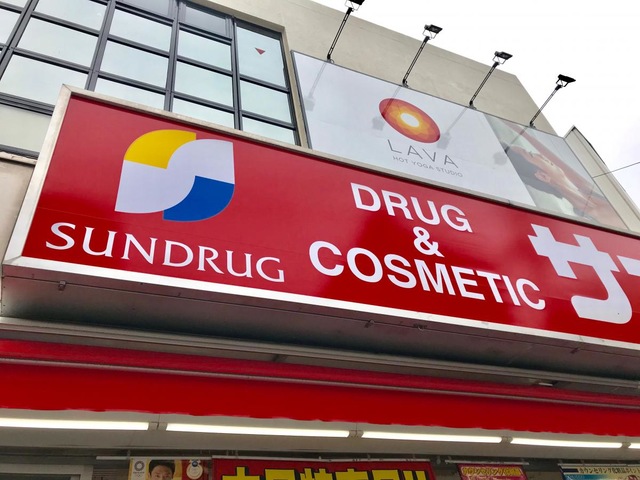 LAVA
HOT YOGA STUDIO
SUNDRUG
DRUG
&
COSMETIC
サ